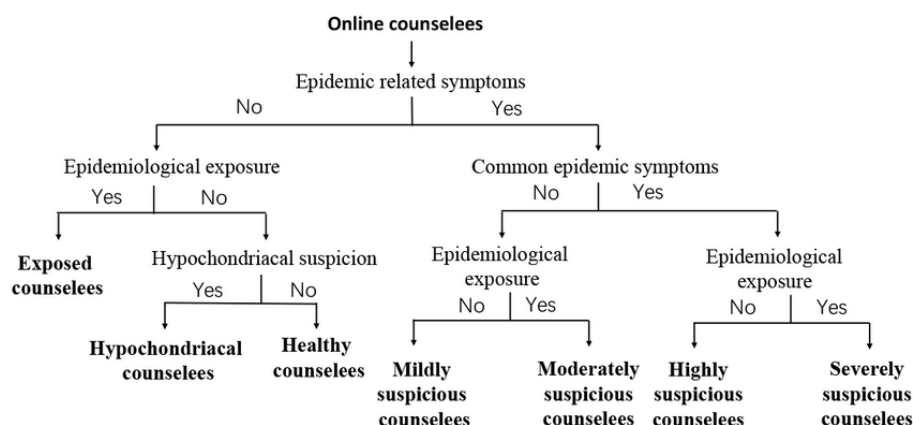 Online counselees
Epidemic related symptoms
No
Yes
Epidemiological exposure
Common epidemic symptoms
Yes
No
No
Yes
Exposed
counselees
Hypochondriacal suspicion
Epidemiological
exposure
Epidemiological
exposure
Yes
No
No
Yes
No
Yes
Hypochondriacal
counselees
Healthy
counselees
Mildly
suspicious
counselees
Moderately
suspicious
counselees
Highly
suspicious
counselees
Severely
suspicious
counselees